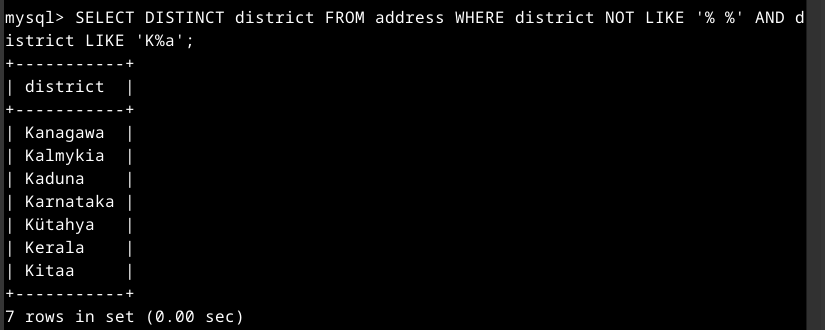 mysql> SELECT DISTINCT district FROM address WHERE district NOT LIKE '% %' AND d
istrict LIKE 'K%a';
+-----------+
| district  |
+-----------+
| Kanagawa  |
| Kalmykia  |
| Kaduna    |
| Karnataka |
| Kütahya   |
| Kerala    |
| Kitaa     |
+-----------+
7 rows in set (0.00 sec)